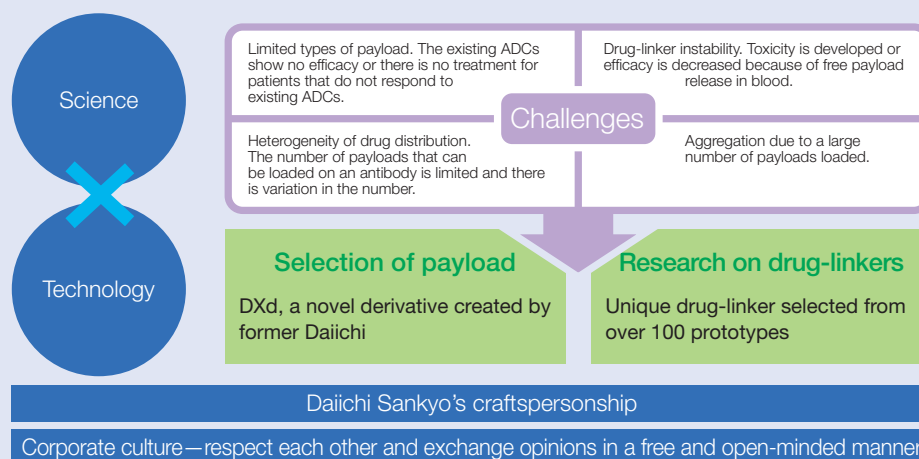 Science
Technology
Limited types of payload. The existing ADCs
show no efficacy or there is no treatment for
patients that do not respond to
existing ADCs.
Drug-linker instability. Toxicity is developed or
efficacy is decreased because of free payload
release in blood.
Challenges
Heterogeneity of drug distribution.
The number of payloads that can
be loaded on an antibody is limited and there
is variation in the number.
Aggregation due to a large
number of payloads loaded.
Selection of payload
DXd, a novel derivative created by
former Daiichi
Research on drug-linkers
Unique drug-linker selected from
over 100 prototypes
Daiichi Sankyo's craftspersonship
Corporate culture—respect each other and exchange opinions in a free and open-minded manner